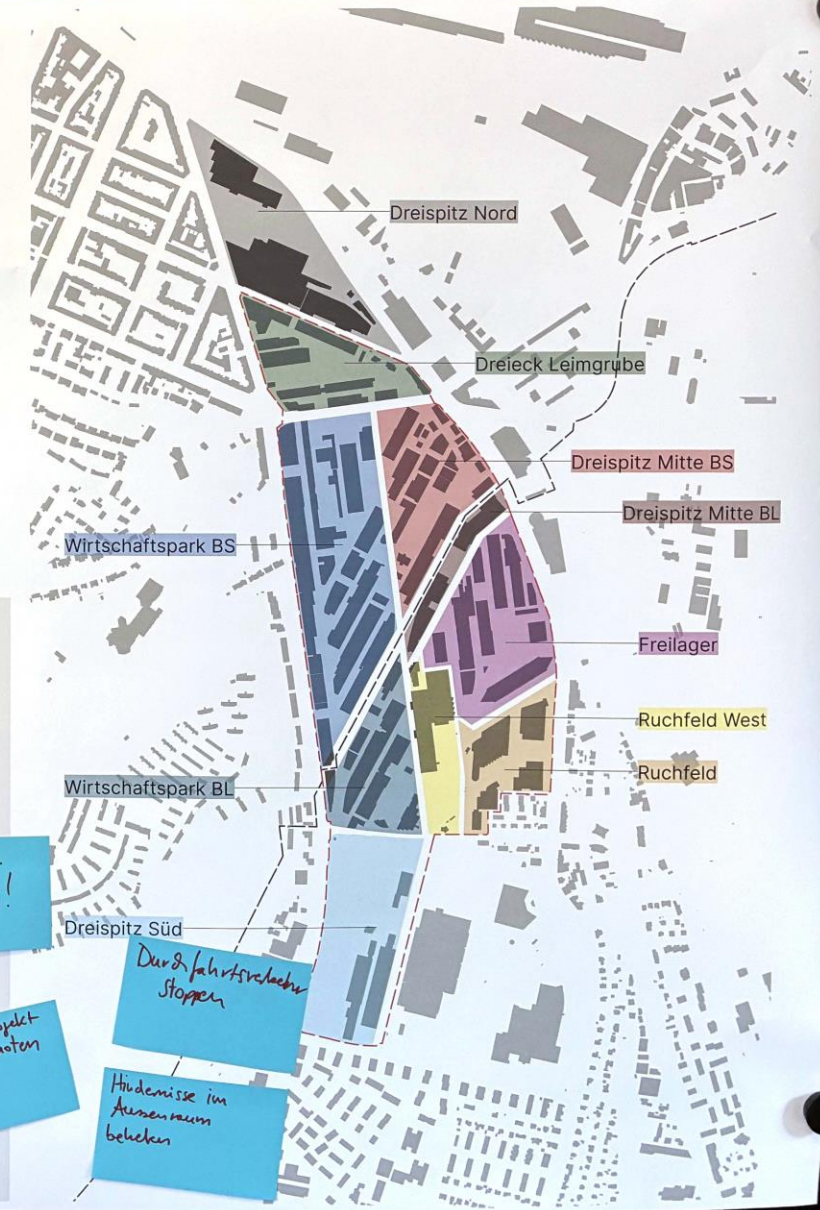 Dreispitz Nord
Dreieck Leimgrube
Dreispitz Mitte BS
Dreispitz Mitte BL
Wirtschaftspark BS
Freilager
Ruchfeld West
Ruchfeld
Wirtschaftspark BL
Dreispitz Süd
!
Durchfahrtsverkehr
stoppen
Hindernisse im
Aussenraum